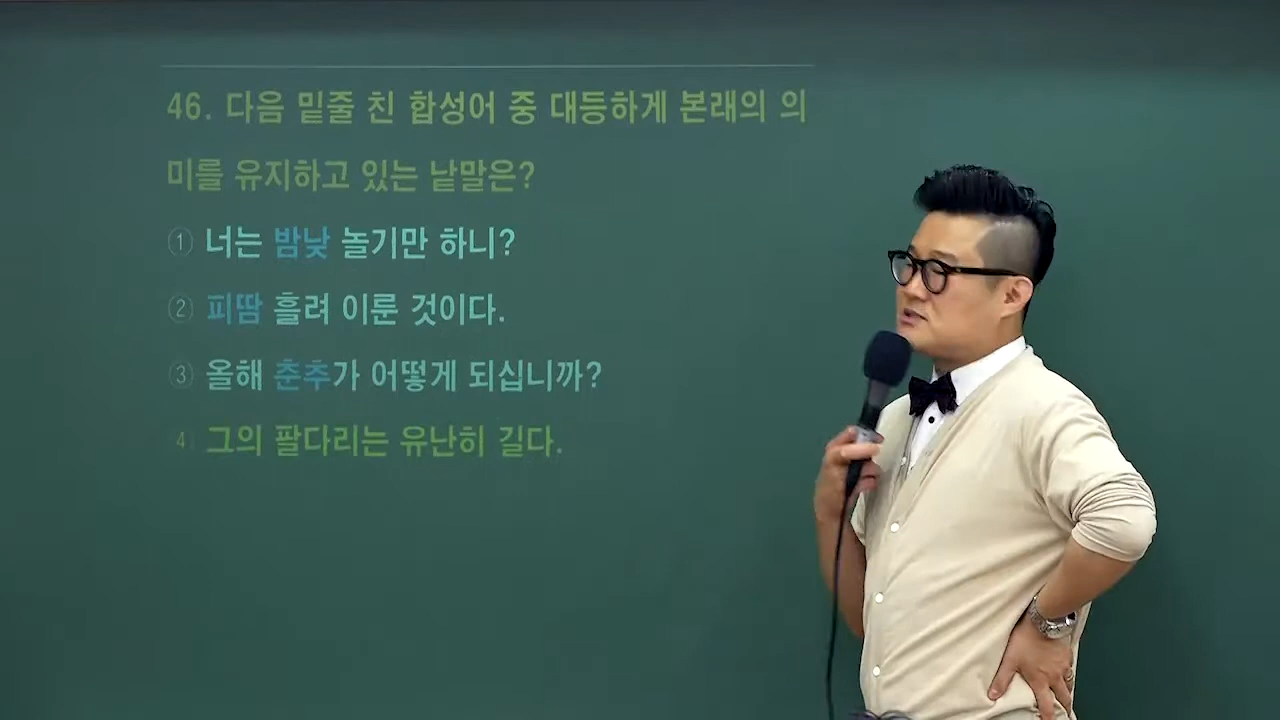 46. 다음 밑줄 친 합성어 중 대등하게 본래의 의
미를 유지하고 있는 낱말은?
① 너는 밤낮 놀기만 하니?
② 피땀 흘려 이룬 것이다.
③ 올해 춘추가 어떻게 되십니까?
④ 그의 팔다리는 유난히 길다.